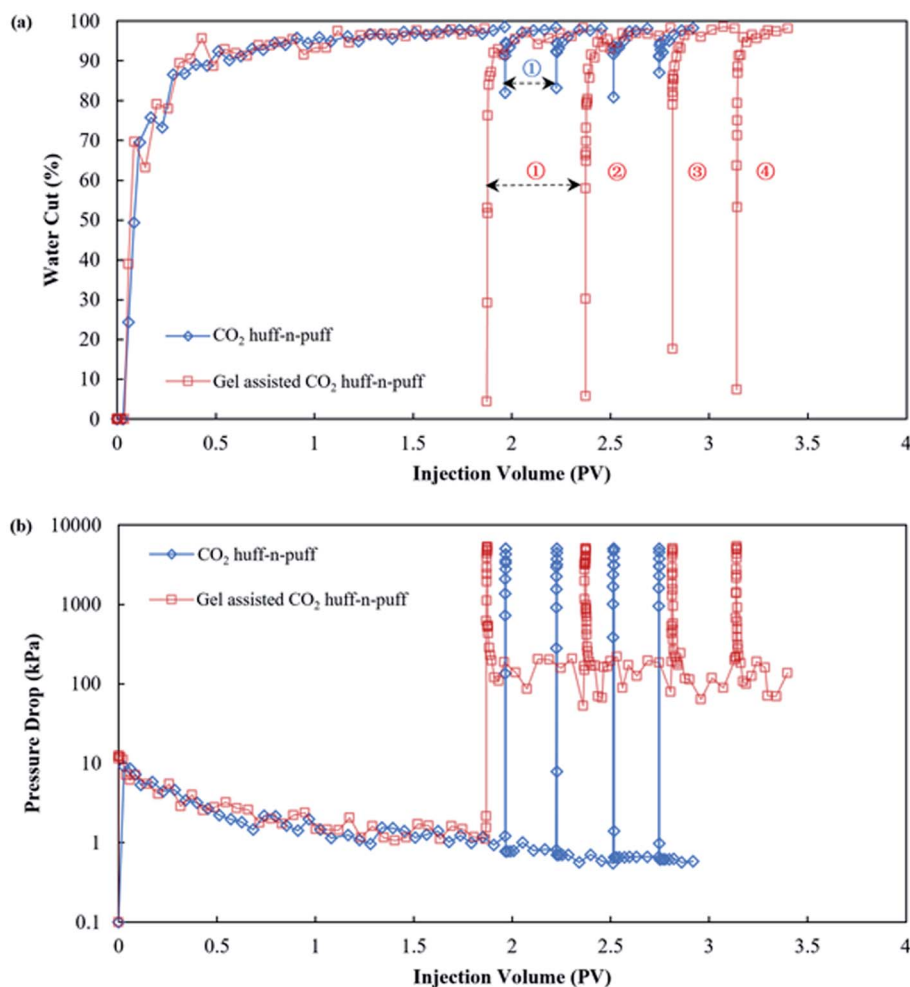 (a)
100
90
80
70
60
50
40
30
20
10
0
Water Cut (%)
①
①
②
③
④
CO₂ huff-n-puff
Gel assisted CO₂ huff-n-puff
0 0.5 1 1.5 2 2.5 3 3.5 4
Injection Volume (PV)
(b)
10000
1000
100
10
1
0.1
Pressure Drop (kPa)
CO₂ huff-n-puff
Gel assisted CO₂ huff-n-puff
0 0.5 1 1.5 2 2.5 3 3.5 4
Injection Volume (PV)